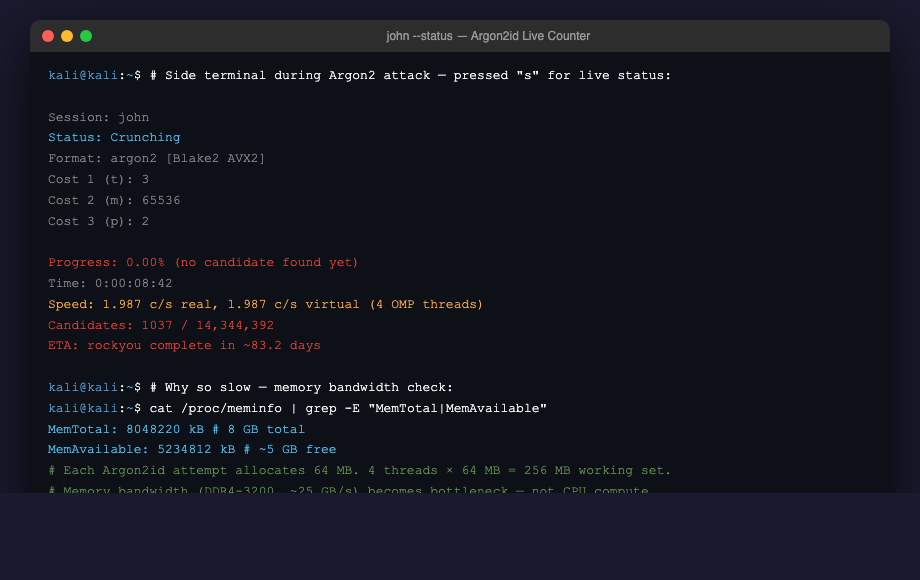 john --status — Argon2id Live Counter
kali@kali:~$ # Side terminal during Argon2 attack — pressed "s" for live status:
Session: john
Status: Crunching
Format: argon2 [Blake2 AVX2]
Cost 1 (t): 3
Cost 2 (m): 65536
Cost 3 (p): 2
Progress: 0.00% (no candidate found yet)
Time: 0:00:08:42
Speed: 1.987 c/s real, 1.987 c/s virtual (4 OMP threads)
Candidates: 1037 / 14,344,392
ETA: rockyou complete in ~83.2 days
kali@kali:~$ # Why so slow — memory bandwidth check:
kali@kali:~$ cat /proc/meminfo | grep -E "MemTotal|MemAvailable"
MemTotal: 8048220 kB # 8 GB total
MemAvailable: 5234812 kB # ~5 GB free
# Each Argon2id attempt allocates 64 MB. 4 threads × 64 MB = 256 MB working set.
# Memory bandwidth (DDR4-3200, ~25 GB/s) becomes bottleneck — not CPU compute